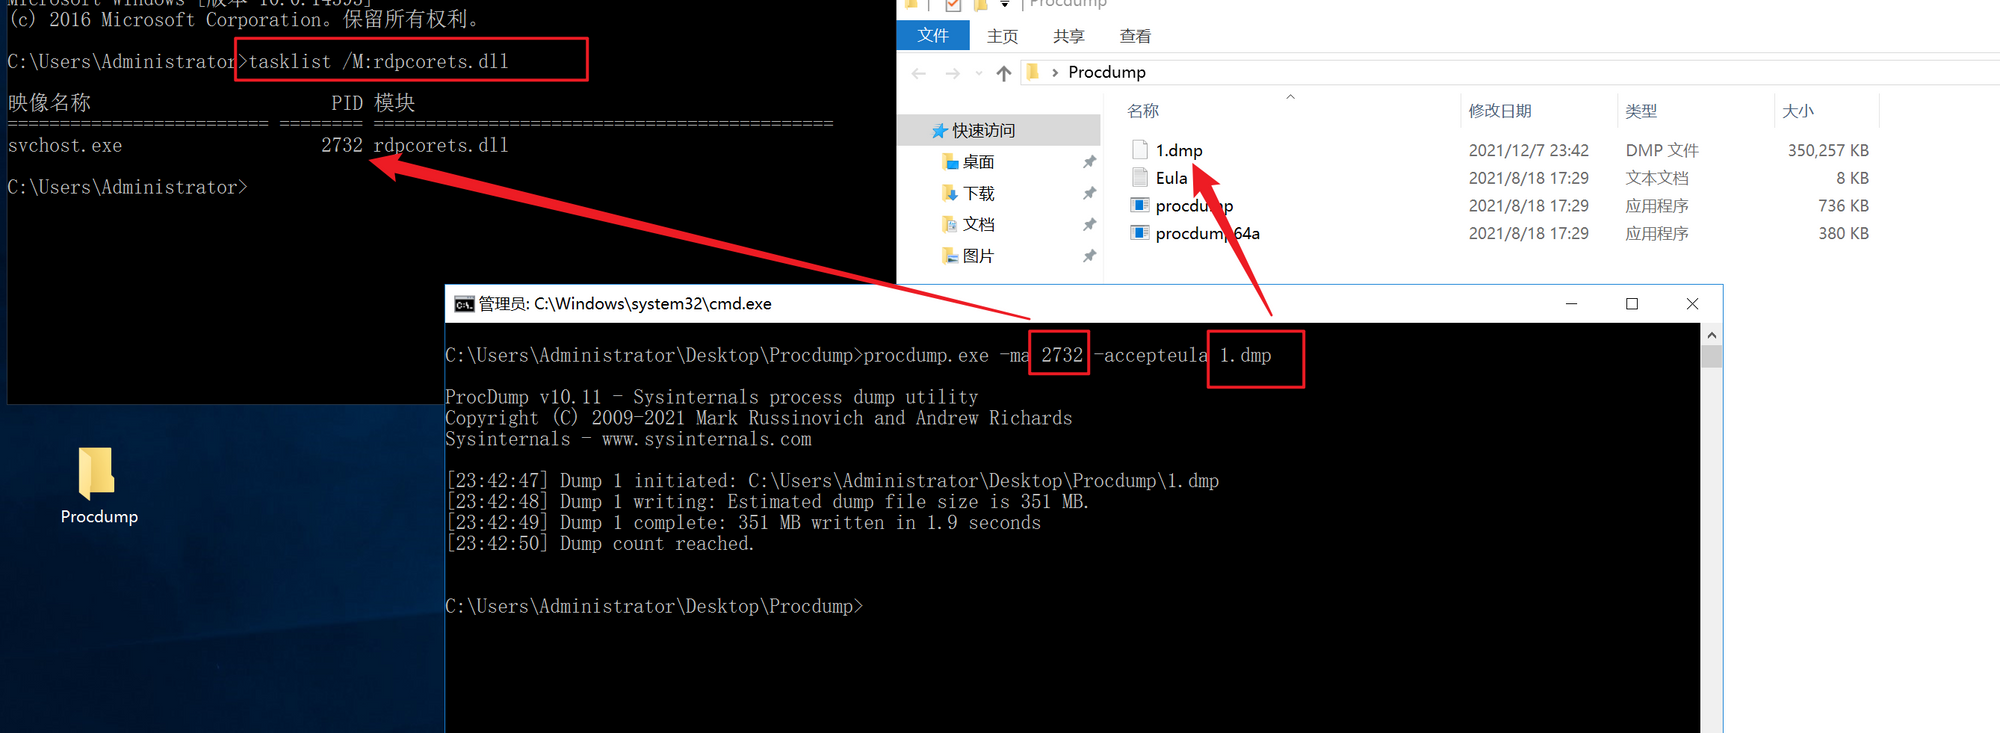 Microsoft Windows [版本 10.0.14393]
(c) 2016 Microsoft Corporation。保留所有权利。
C:\Users\Administrator>tasklist /M:rdpcorets.dll
映像名称 PID 模块
========================= ======== ============================================
svchost.exe 2732 rdpcorets.dll
C:\Users\Administrator>
Procdump
Procdump
文件 主页 共享 查看
Procdump
名称 修改日期 类型 大小
快速访问
桌面
下载
文档
图片
1.dmp 2021/12/7 23:42 DMP 文件 350,257 KB
Eula 2021/8/18 17:29 文本文档 8 KB
procdump 2021/8/18 17:29 应用程序 736 KB
procdump64a 2021/8/18 17:29 应用程序 380 KB
管理员: C:\Windows\system32\cmd.exe
C:\Users\Administrator\Desktop\Procdump>procdump.exe -ma 2732 -accepteula 1.dmp
ProcDump v10.11 - Sysinternals process dump utility
Copyright (C) 2009-2021 Mark Russinovich and Andrew Richards
Sysinternals - www.sysinternals.com
[23:42:47] Dump 1 initiated: C:\Users\Administrator\Desktop\Procdump\1.dmp
[23:42:48] Dump 1 writing: Estimated dump file size is 351 MB.
[23:42:49] Dump 1 complete: 351 MB written in 1.9 seconds
[23:42:50] Dump count reached.
C:\Users\Administrator\Desktop\Procdump>